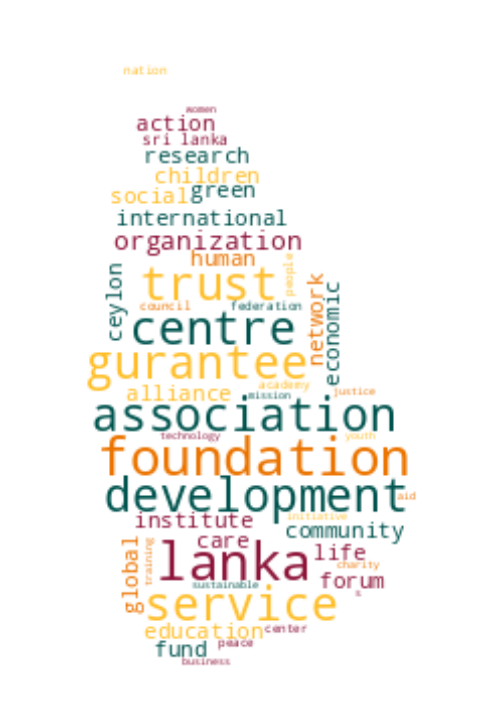 nation
women
action
sri lanka
research
children
social green
international
organization
human
trust people
ceylon council federation network economic
centre
gurantee
academy
alliance mission justice
association
technology youth
foundation
development aid
institute initiative
community
care
global training lanka life
charity
sustainable forum s
service
education center
fund peace
business